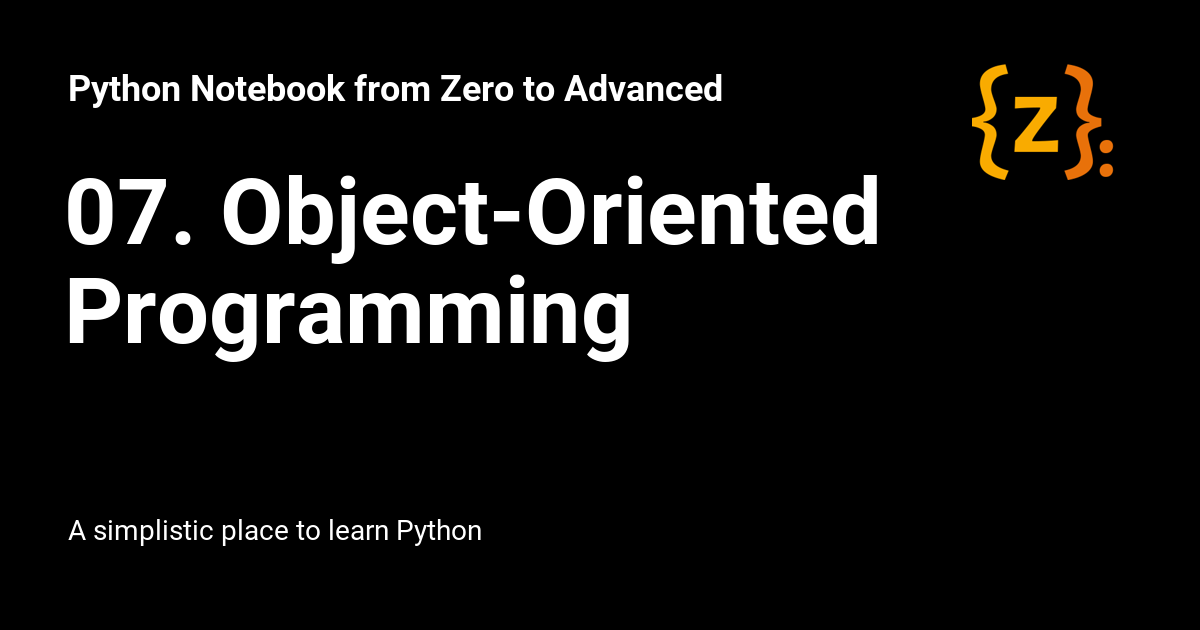 Python Notebook from Zero to Advanced
{z}:
07. Object-Oriented
Programming
A simplistic place to learn Python